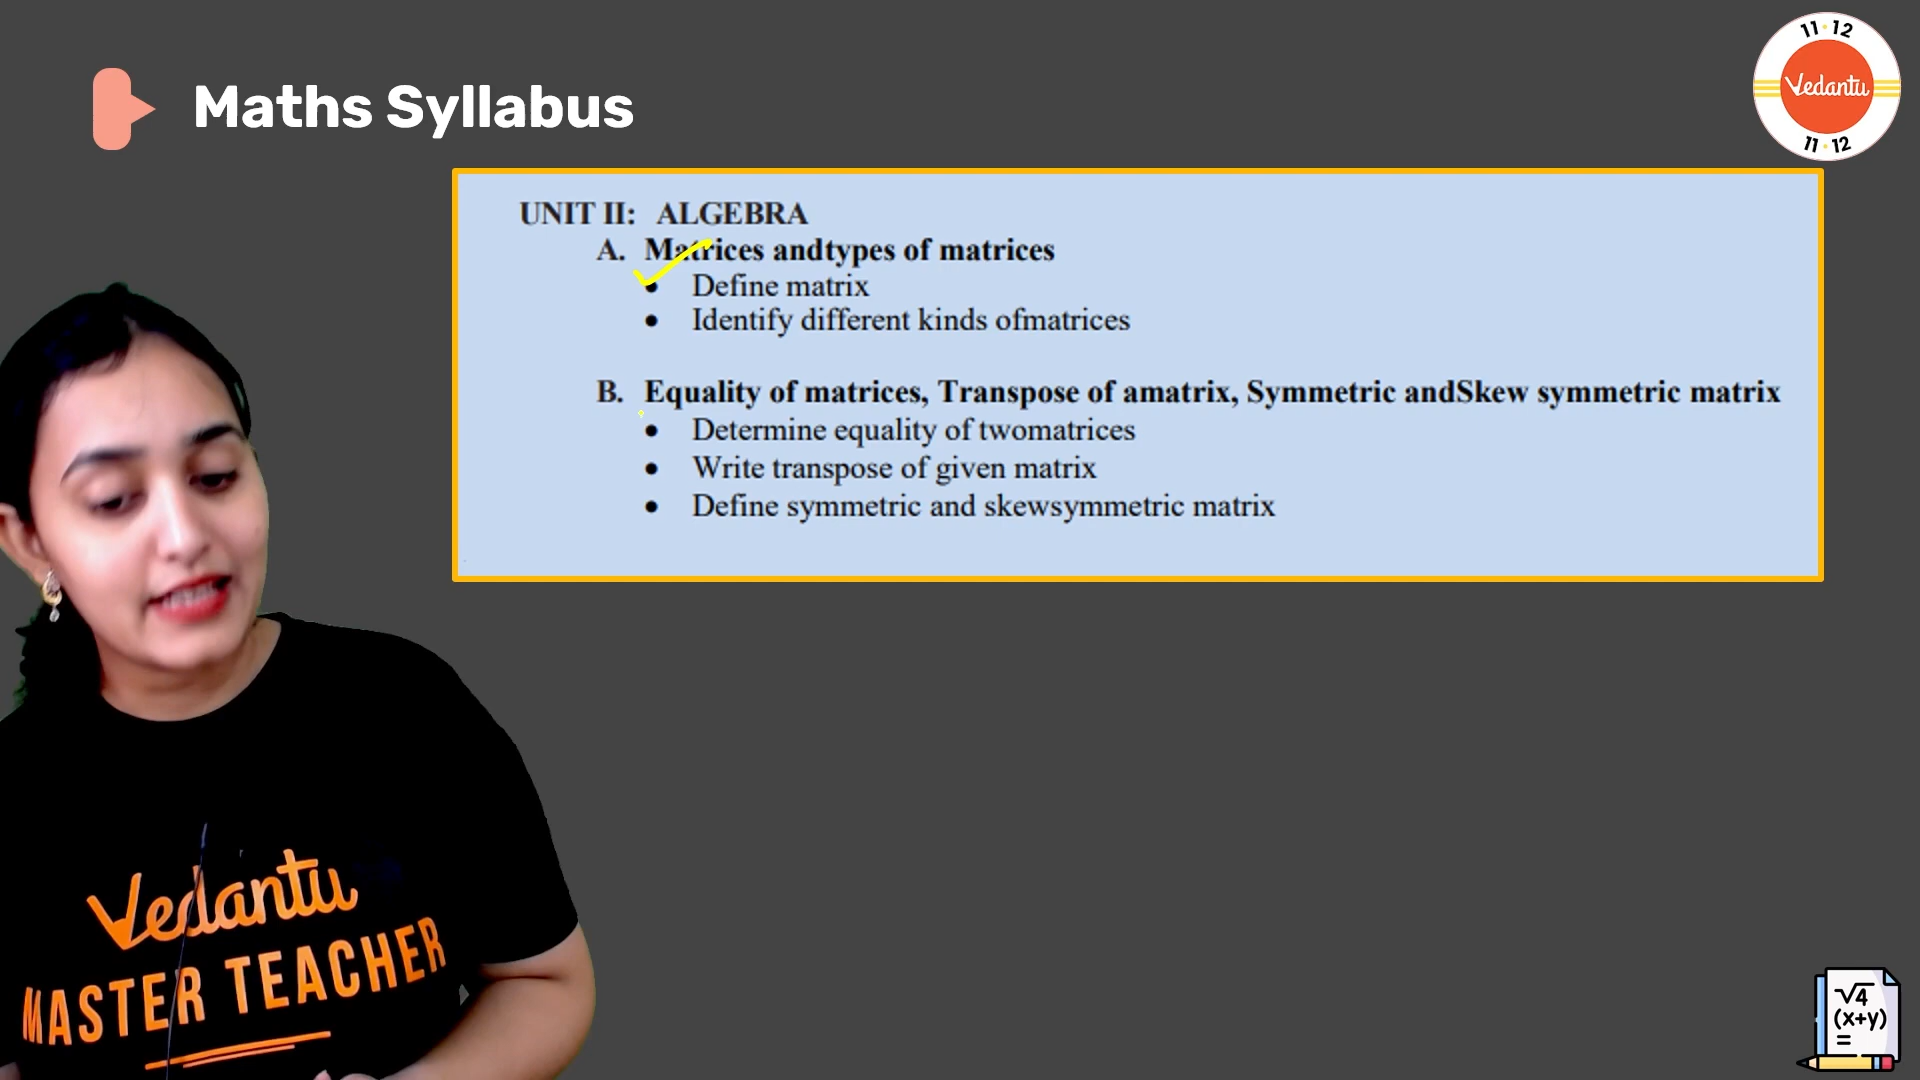 11 · 12
Vedantu
11 · 12
Maths Syllabus
UNIT II: ALGEBRA
A. Matrices andtypes of matrices
• Define matrix
• Identify different kinds ofmatrices
B. Equality of matrices, Transpose of amatrix, Symmetric andSkew symmetric matrix
• Determine equality of twomatrices
• Write transpose of given matrix
• Define symmetric and skewsymmetric matrix
Vedantu
MASTER TEACHER
√4
(x+y)
=